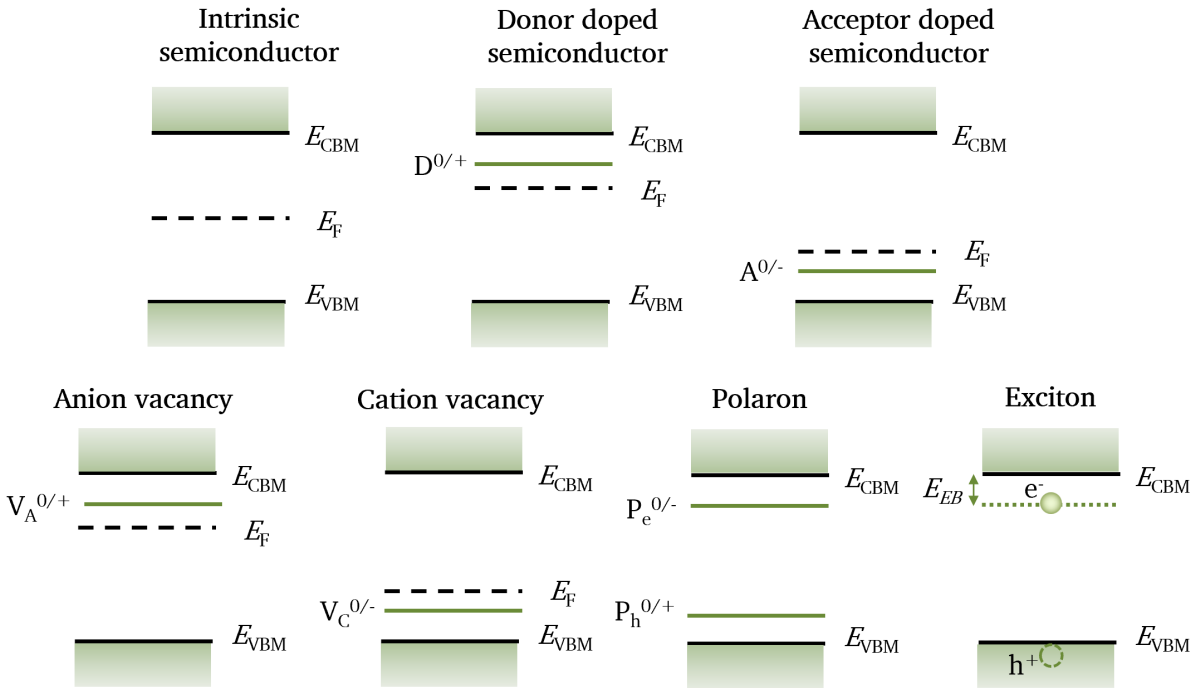 Intrinsic
semiconductor
Donor doped
semiconductor
Acceptor doped
semiconductor
E_CBM
E_F
E_VBM
D^0/+
E_CBM
E_F
E_VBM
E_CBM
A^0/-
E_F
E_VBM
Anion vacancy
Cation vacancy
Polaron
Exciton
V_A^0/+
E_CBM
E_F
E_VBM
E_CBM
V_C^0/-
E_F
E_VBM
E_CBM
P_e^0/-
P_h^0/+
E_VBM
E_EB
e^-
E_CBM
E_VBM
h^+